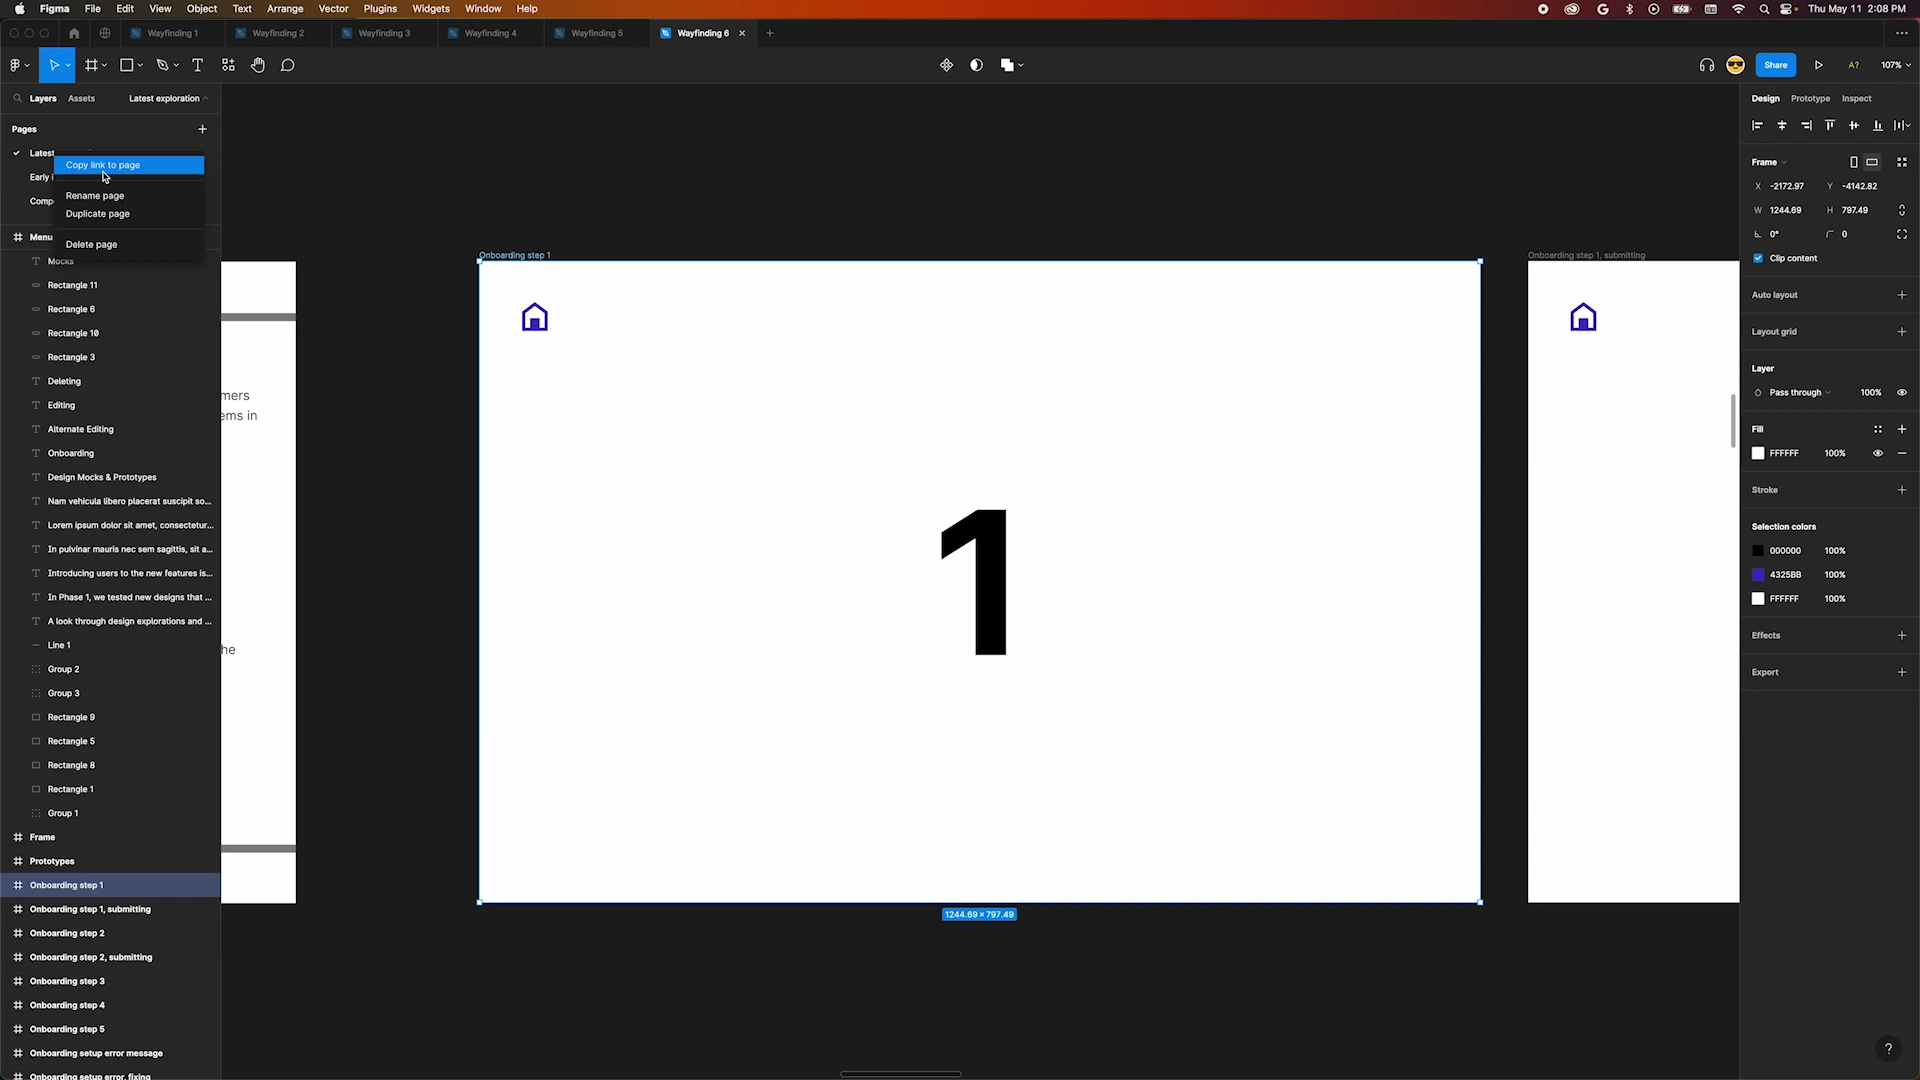 Figma File Edit View Object Text Arrange Vector Plugins Widgets Window Help
Thu May 11 2:08 PM
Wayfinding 1
Wayfinding 2
Wayfinding 3
Wayfinding 4
Wayfinding 5
Wayfinding 6
Share
A?
107%
Layers Assets Latest exploration
Pages
Latest
Early
Copy link to page
Rename page
Duplicate page
Delete page
Menu
Mocks
Rectangle 11
Rectangle 6
Rectangle 10
Rectangle 3
Deleting
Editing
Alternate Editing
Onboarding
Design Mocks & Prototypes
Nam vehicula libero placerat suscipit so...
Lorem ipsum dolor sit amet, consectetur...
In pulvinar mauris nec sem sagittis, sit a...
Introducing users to the new features is...
In Phase 1, we tested new designs that ...
A look through design explorations and ...
Line 1
Group 2
Group 3
Rectangle 9
Rectangle 5
Rectangle 8
Rectangle 1
Group 1
Frame
Prototypes
Onboarding step 1
Onboarding step 1, submitting
Onboarding step 2
Onboarding step 2, submitting
Onboarding step 3
Onboarding step 4
Onboarding step 5
Onboarding setup error message
Onboarding setup error, fixing
mers
ems in
he
Onboarding step 1
1
1244.69 × 797.49
Onboarding step 1, submitting
Design Prototype Inspect
Frame
X -2172.97 Y -4142.82
W 1244.69 H 797.49
0° 0
Clip content
Auto layout
Layout grid
Layer
Pass through 100%
Fill
FFFFFF 100%
Stroke
Selection colors
000000 100%
4325BB 100%
FFFFFF 100%
Effects
Export
?